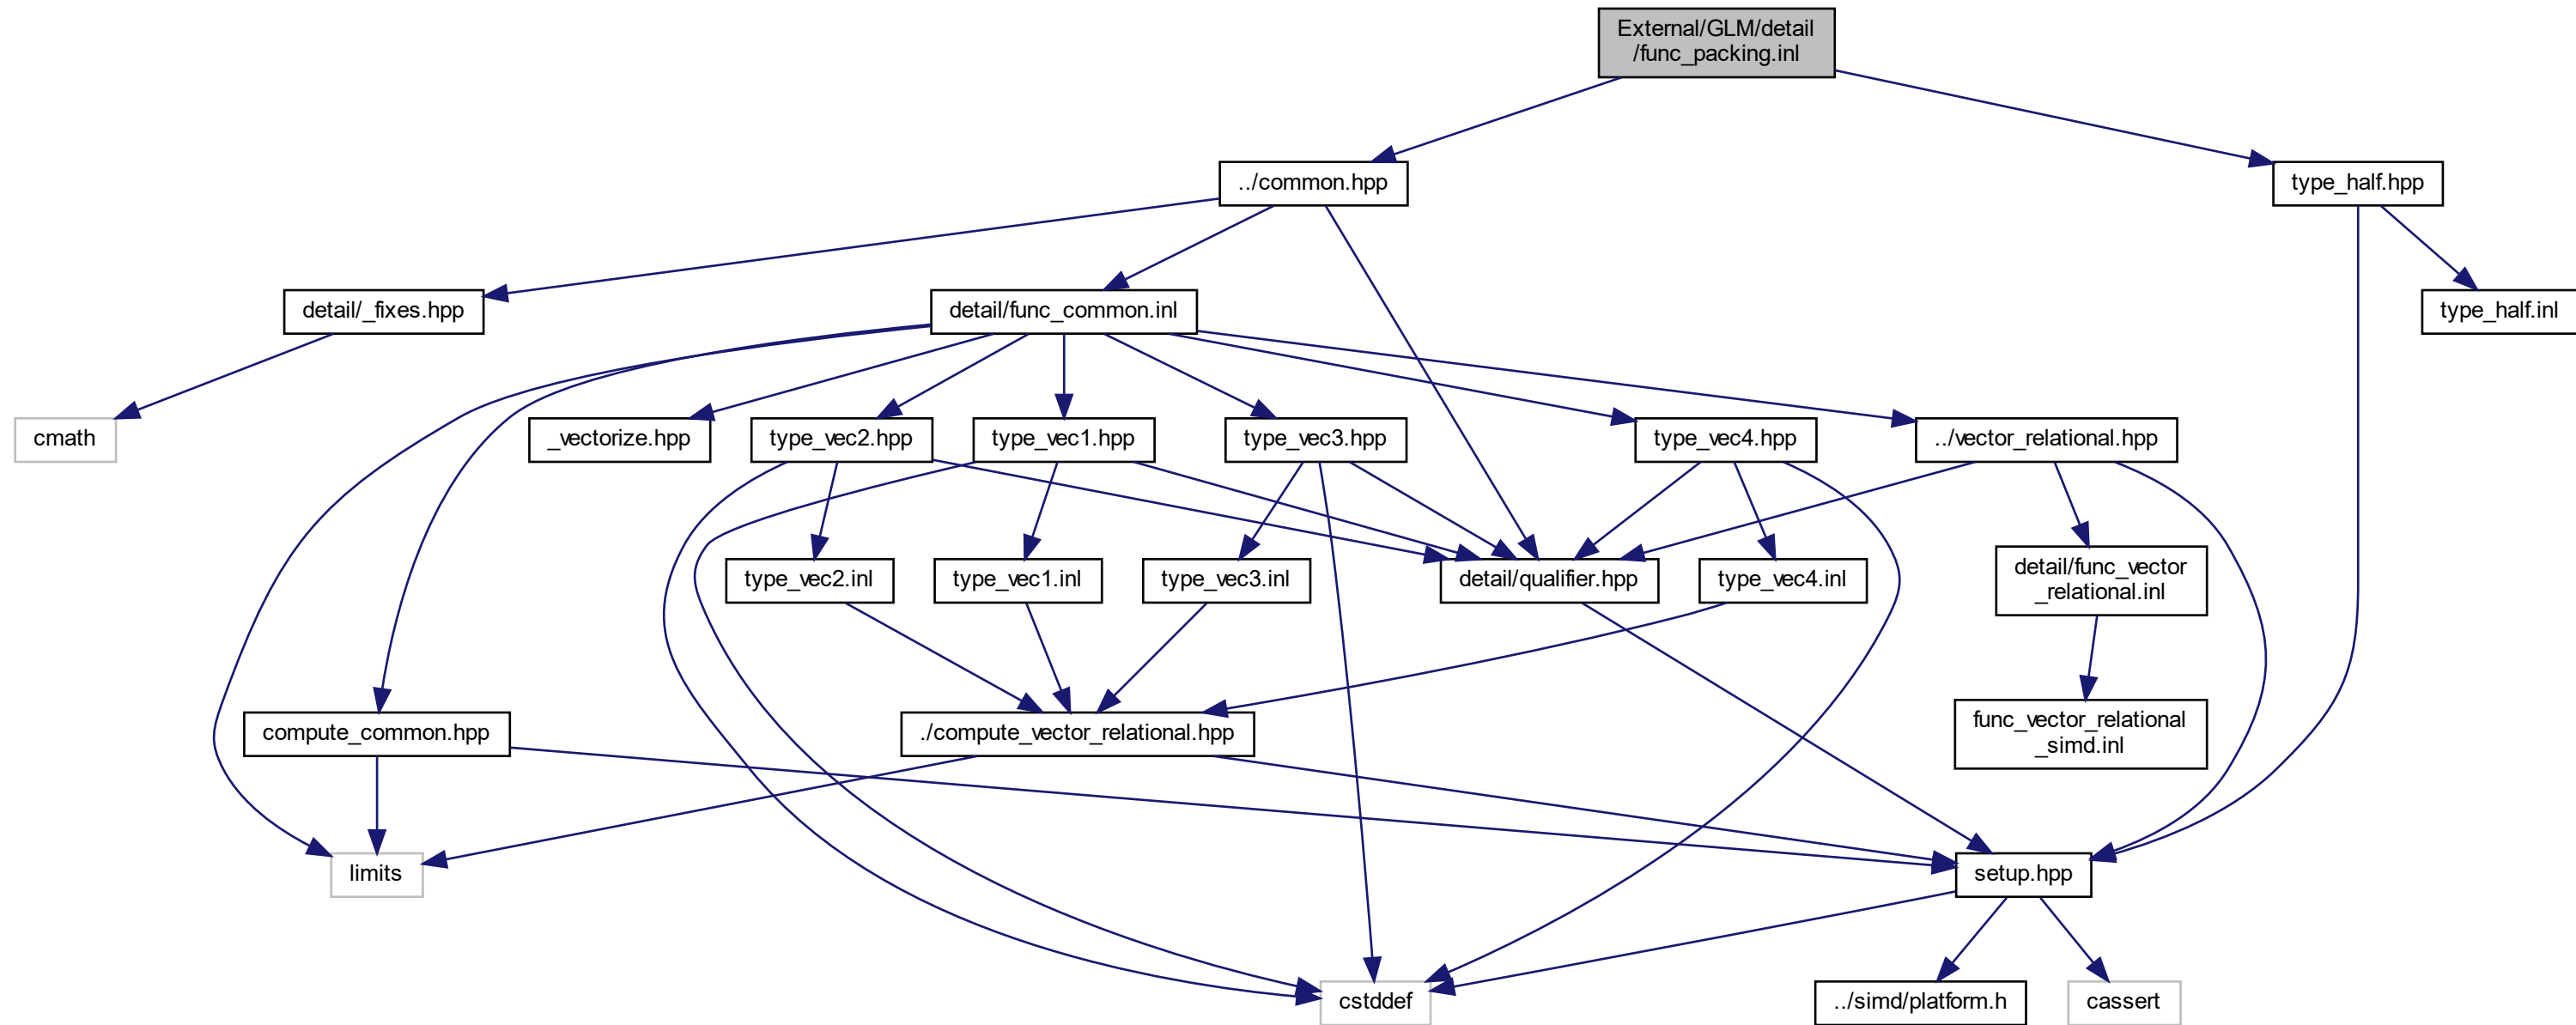 External/GLM/detail
/func_packing.inl
../common.hpp
type_half.hpp
detail/_fixes.hpp
detail/func_common.inl
type_half.inl
cmath
_vectorize.hpp
type_vec2.hpp
type_vec1.hpp
type_vec3.hpp
type_vec4.hpp
../vector_relational.hpp
type_vec2.inl
type_vec1.inl
type_vec3.inl
detail/qualifier.hpp
type_vec4.inl
detail/func_vector
_relational.inl
compute_common.hpp
./compute_vector_relational.hpp
func_vector_relational
_simd.inl
limits
setup.hpp
cstddef
../simd/platform.h
cassert